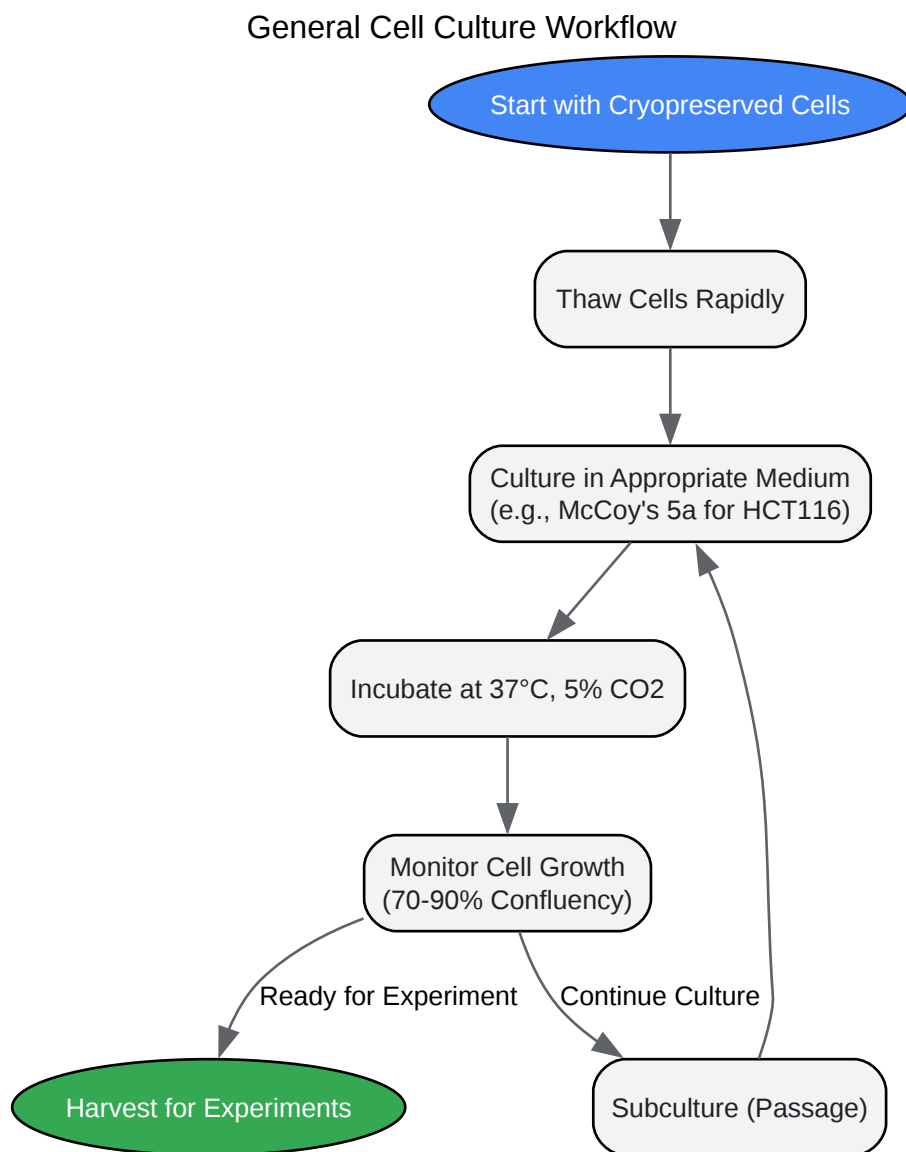 General Cell Culture Workflow
Start with Cryopreserved Cells
Thaw Cells Rapidly
Culture in Appropriate Medium
(e.g., McCoy's 5a for HCT116)
Incubate at 37°C, 5% CO2
Monitor Cell Growth
(70-90% Confluency)
Ready for Experiment
Continue Culture
Harvest for Experiments
Subculture (Passage)